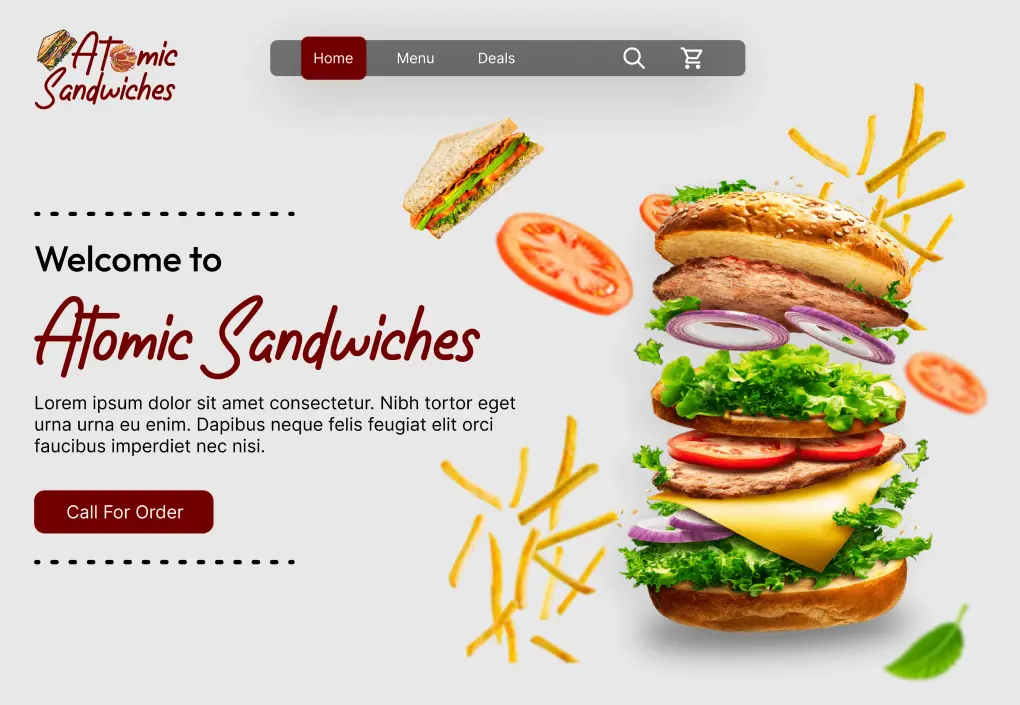 Atomic
Sandwiches
Home Menu Deals
Welcome to
Atomic Sandwiches
Lorem ipsum dolor sit amet consectetur. Nibh tortor eget
urna urna eu enim. Dapibus neque felis feugiat elit orci
faucibus imperdiet nec nisi.
Call For Order